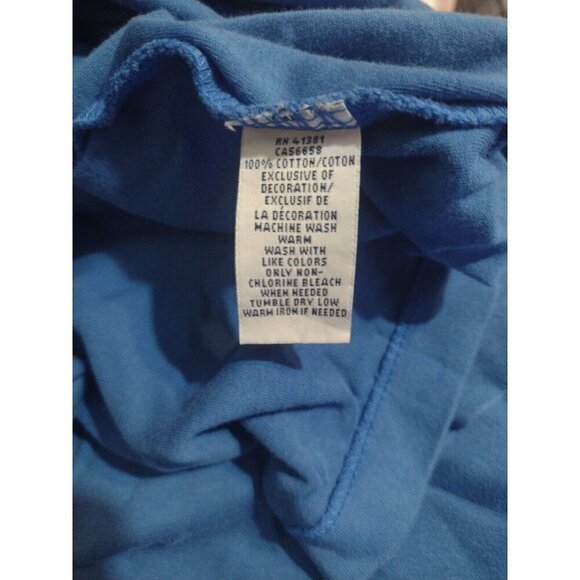 RN 41381
CA56658
100% COTTON/COTON
EXCLUSIVE OF
DECORATION/
EXCLUSIF DE
LA DÉCORATION
MACHINE WASH
WARM
WASH WITH
LIKE COLORS
ONLY NON-
CHLORINE BLEACH
WHEN NEEDED
TUMBLE DRY LOW
WARM IRON IF NEEDED